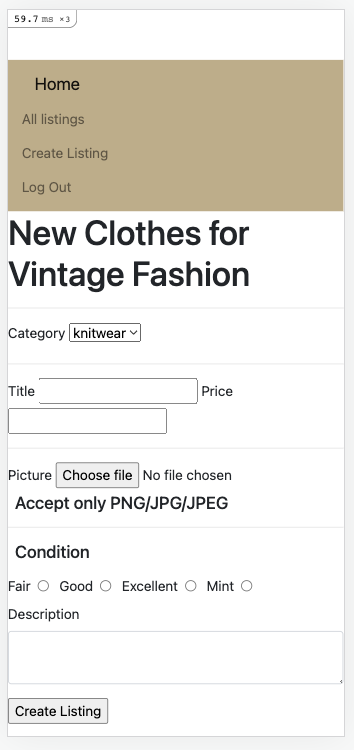 59.7 ms ×3
Home
All listings
Create Listing
Log Out
New Clothes for
Vintage Fashion
Category knitwear
Title Price
Picture Choose file No file chosen
Accept only PNG/JPG/JPEG
Condition
Fair Good Excellent Mint
Description
Create Listing